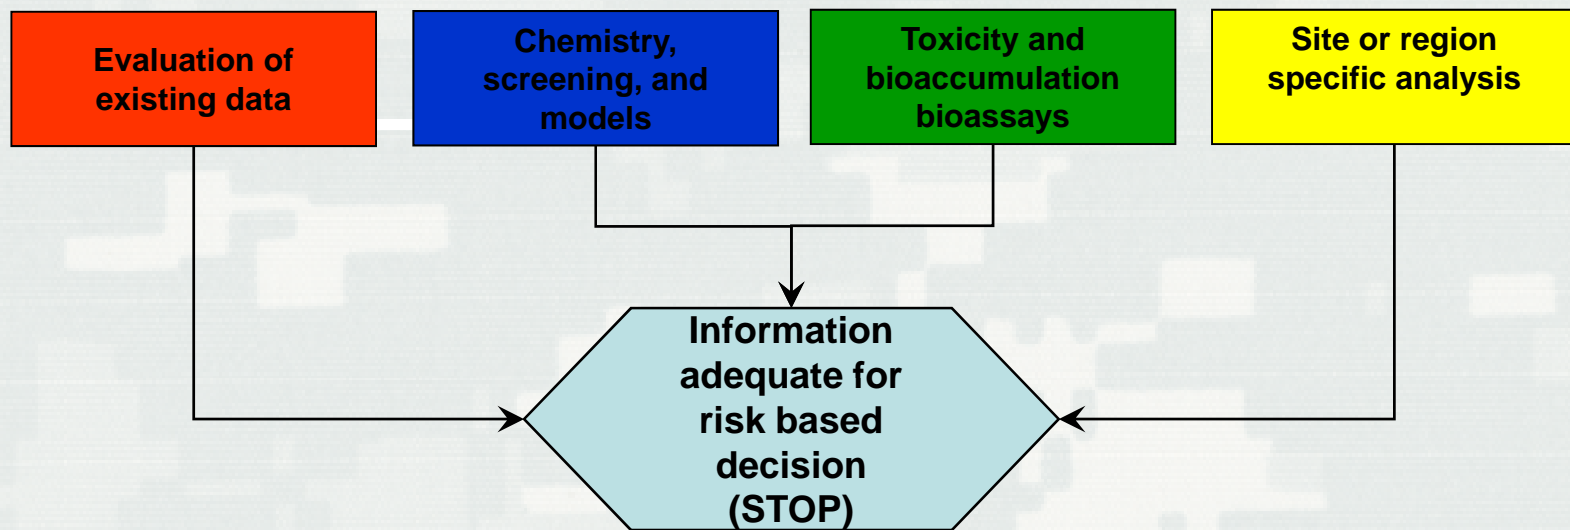 Evaluation of
existing data
Chemistry,
screening, and
models
Toxicity and
bioaccumulation
bioassays
Site or region
specific analysis
Information
adequate for
risk based
decision
(STOP)